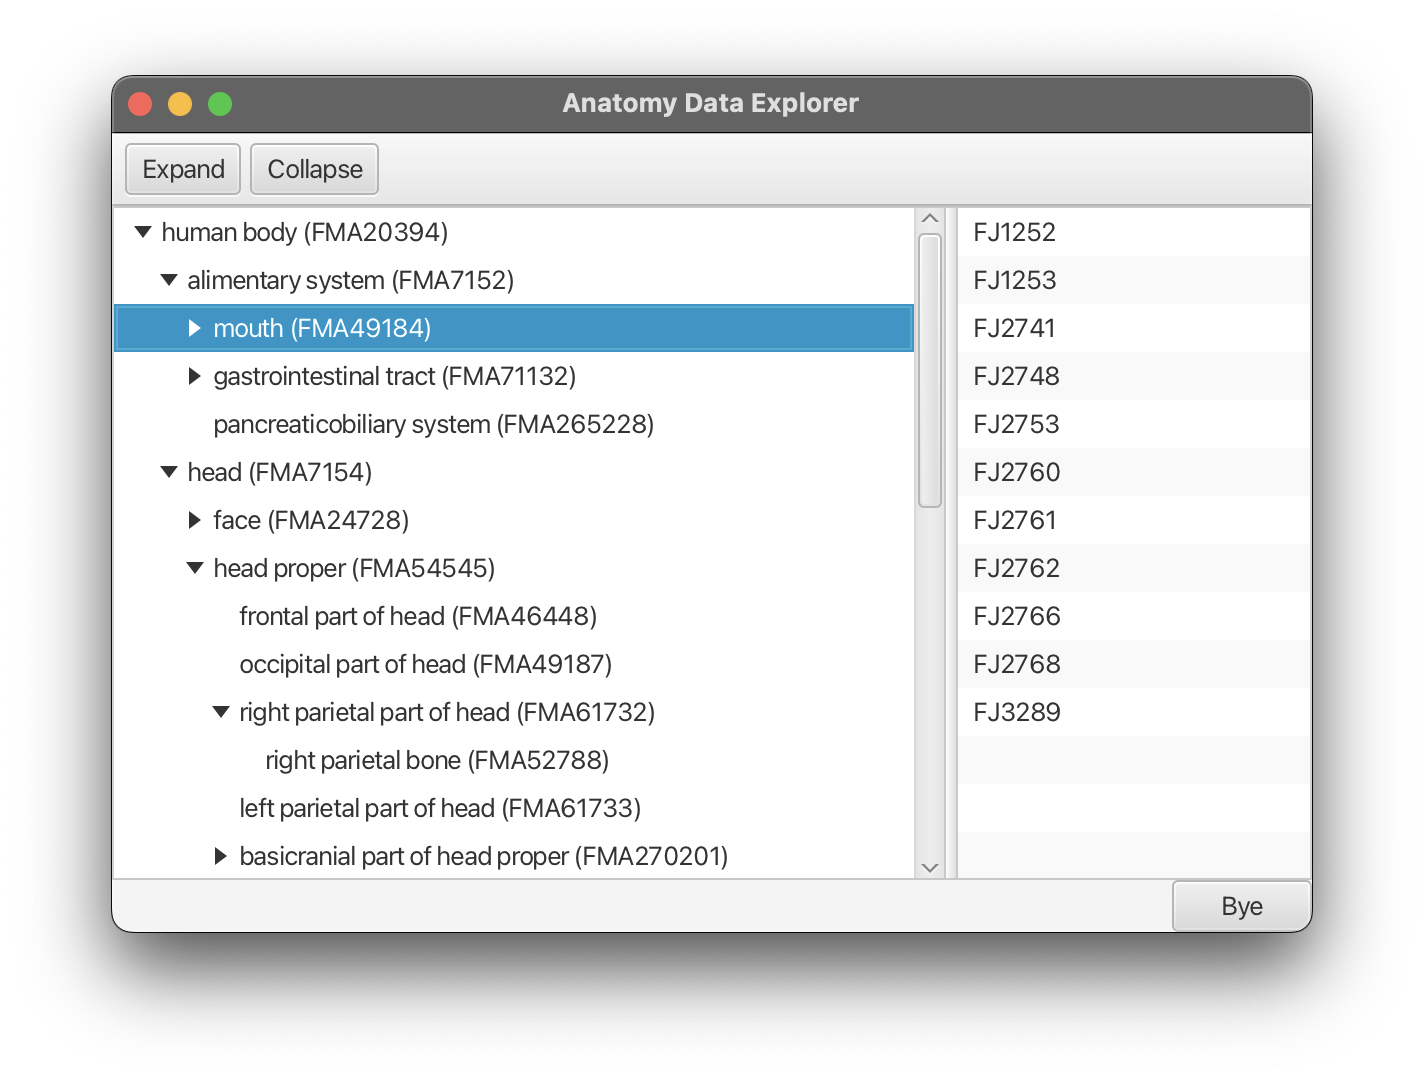 Anatomy Data Explorer
Expand Collapse
human body (FMA20394)
alimentary system (FMA7152)
mouth (FMA49184)
gastrointestinal tract (FMA71132)
pancreaticobiliary system (FMA265228)
head (FMA7154)
face (FMA24728)
head proper (FMA54545)
frontal part of head (FMA46448)
occipital part of head (FMA49187)
right parietal part of head (FMA61732)
right parietal bone (FMA52788)
left parietal part of head (FMA61733)
basicranial part of head proper (FMA270201)
FJ1252
FJ1253
FJ2741
FJ2748
FJ2753
FJ2760
FJ2761
FJ2762
FJ2766
FJ2768
FJ3289
Bye